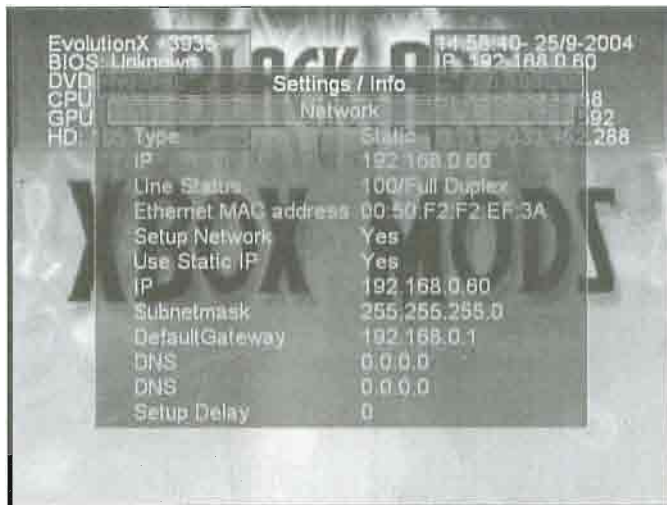 EvolutionX +3935
14:58:40- 25/9-2004
BIOS: Unknown
IP: 192.168.0.60
DVD
Settings / Info
CPU
GPU
Network
HD:
Type Static
IP 192.168.0.60
Line Status 100/Full Duplex
Ethernet MAC address 00:50:F2:F2:EF:3A
Setup Network Yes
Use Static IP Yes
IP 192.168.0.60
Subnetmask 255.255.255.0
DefaultGateway 192.168.0.1
DNS 0.0.0.0
DNS 0.0.0.0
Setup Delay 0
XBOX MODS